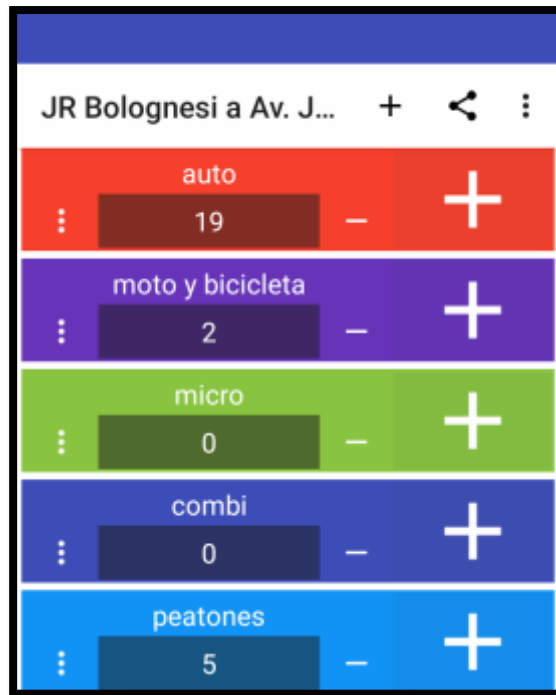 JR Bolognesi a Av. J...
auto
19
moto y bicicleta
2
micro
0
combi
0
peatones
5